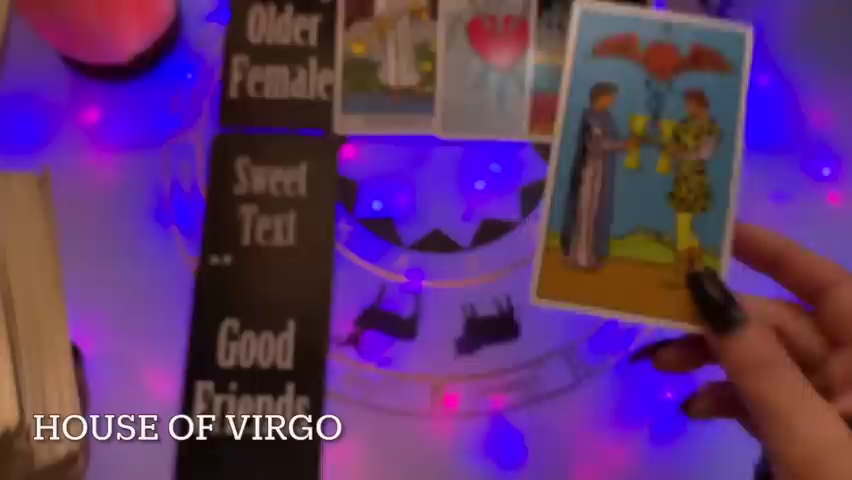 Older
Female
Sweet
Text
..
Good
Friends
HOUSE OF VIRGO